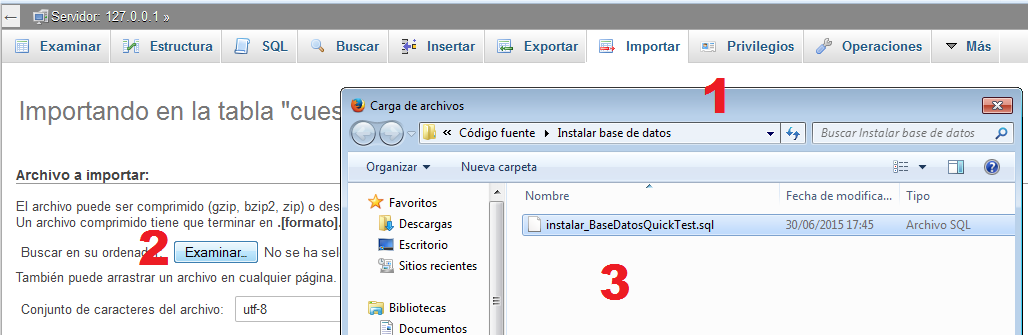 Servidor: 127.0.0.1 »
Examinar Estructura SQL Buscar Insertar Exportar Importar Privilegios Operaciones Más
1
Importando en la tabla "cues
Carga de archivos
« Código fuente Instalar base de datos Buscar Instalar base de datos
Organizar Nueva carpeta
Archivo a importar:
Nombre Fecha de modifica... Tipo
El archivo puede ser comprimido (gzip, bzip2, zip) o des
Un archivo comprimido tiene que terminar en .[formato].
Favoritos
Descargas
Escritorio
Sitios recientes
instalar_BaseDatosQuickTest.sql 30/06/2015 17:45 Archivo SQL
2
Buscar en su ordenador: Examinar... No se ha sel
También puede arrastrar un archivo en cualquier página.
3
Conjunto de caracteres del archivo: utf-8
Bibliotecas
Documentos